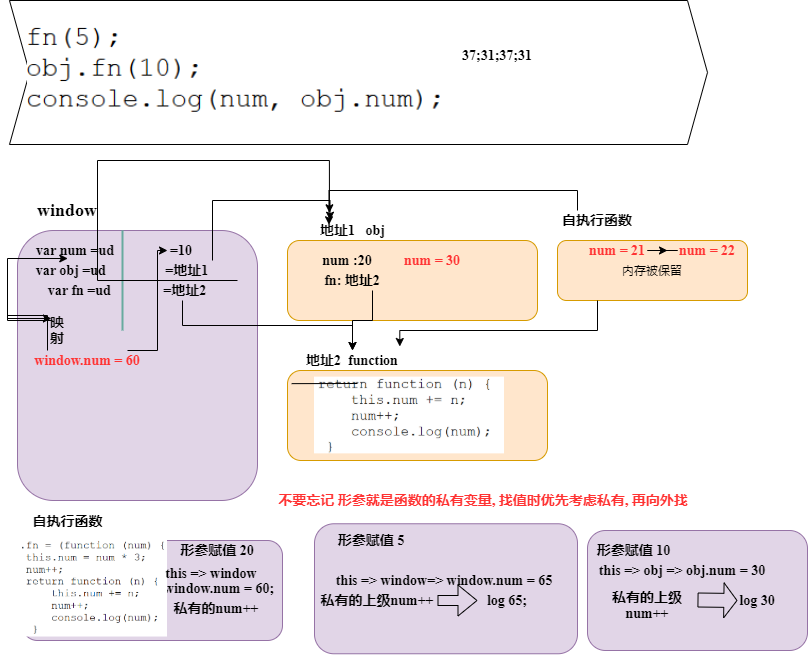 fn(5);
obj.fn(10);
console.log(num, obj.num);
37;31;37;31
window
地址1 obj
自执行函数
var num =ud
=10
var obj =ud
=地址1
var fn =ud
=地址2
映
射
window.num = 60
num :20
num = 30
fn: 地址2
num = 21
num = 22
内存被保留
地址2 function
return function (n) {
this.num += n;
num++;
console.log(num);
}
不要忘记 形参就是函数的私有变量, 找值时优先考虑私有, 再向外找
自执行函数
.fn = (function (num) {
this.num = num * 3;
num++;
return function (n) {
this.num += n;
num++;
console.log(num);
}
形参赋值 20
this => window
window.num = 60;
私有的num++
形参赋值 5
this => window=> window.num = 65
私有的上级num++
log 65;
形参赋值 10
this => obj => obj.num = 30
私有的上级
num++
log 30